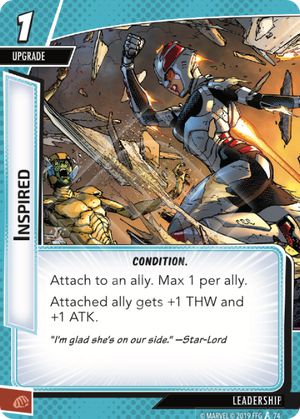 1
UPGRADE
INSPIRED
CONDITION.
Attach to an ally. Max 1 per ally.
Attached ally gets +1 THW and
+1 ATK.
"I'm glad she's on our side." —Star-Lord
LEADERSHIP
© MARVEL © 2019 FFG A 74